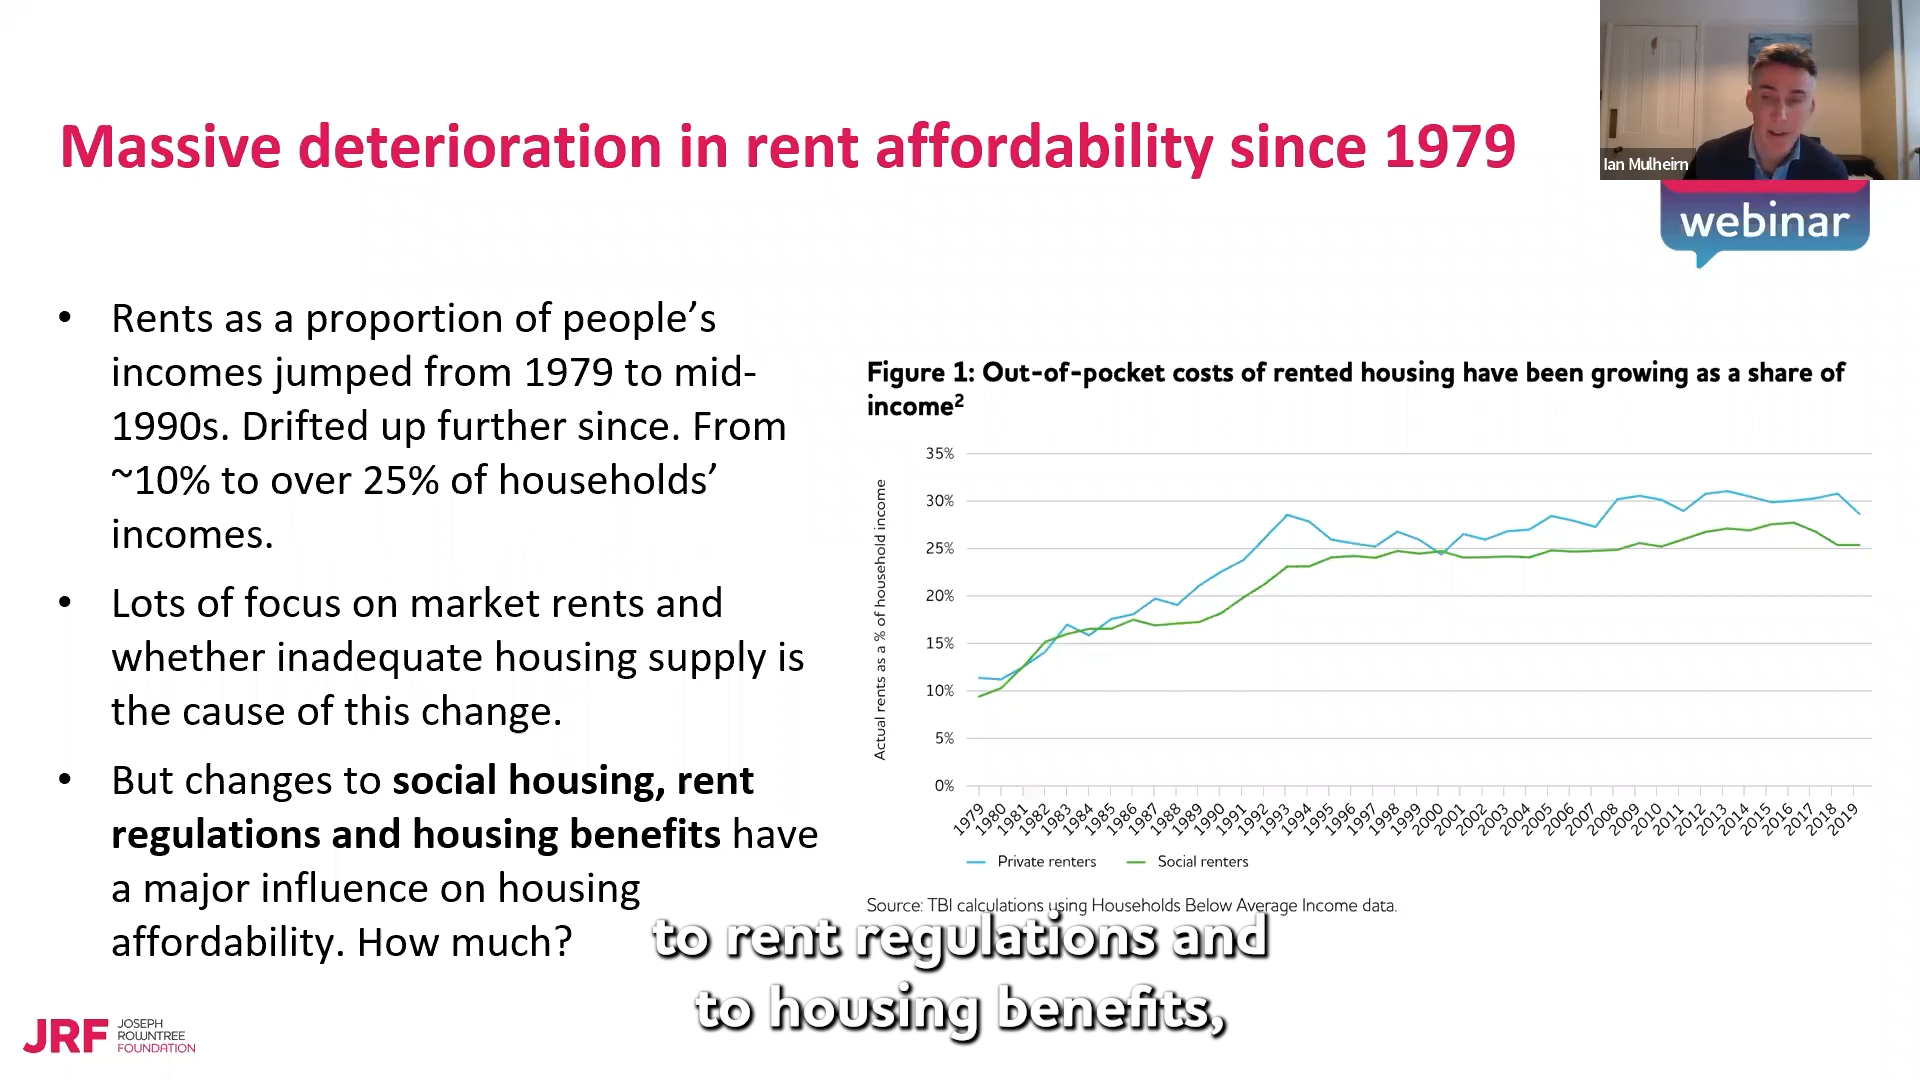 Massive deterioration in rent affordability since 1979
Ian Mulheirn
webinar
• Rents as a proportion of people’s
incomes jumped from 1979 to mid-
1990s. Drifted up further since. From
~10% to over 25% of households’
incomes.
• Lots of focus on market rents and
whether inadequate housing supply is
the cause of this change.
• But changes to social housing, rent
regulations and housing benefits have
a major influence on housing
affordability. How much?
Figure 1: Out-of-pocket costs of rented housing have been growing as a share of
income²
Actual rents as a % of household income
35%
30%
25%
20%
15%
10%
5%
0%
1979 1980 1981 1982 1983 1984 1985 1986 1987 1988 1989 1990 1991 1992 1993 1994 1995 1996 1997 1998 1999 2000 2001 2002 2003 2004 2005 2006 2007 2008 2009 2010 2011 2012 2013 2014 2015 2016 2017 2018 2019
Private renters Social renters
Source: TBI calculations using Households Below Average Income data.
to rent regulations and
to housing benefits,
JRF JOSEPH
ROWNTREE
FOUNDATION